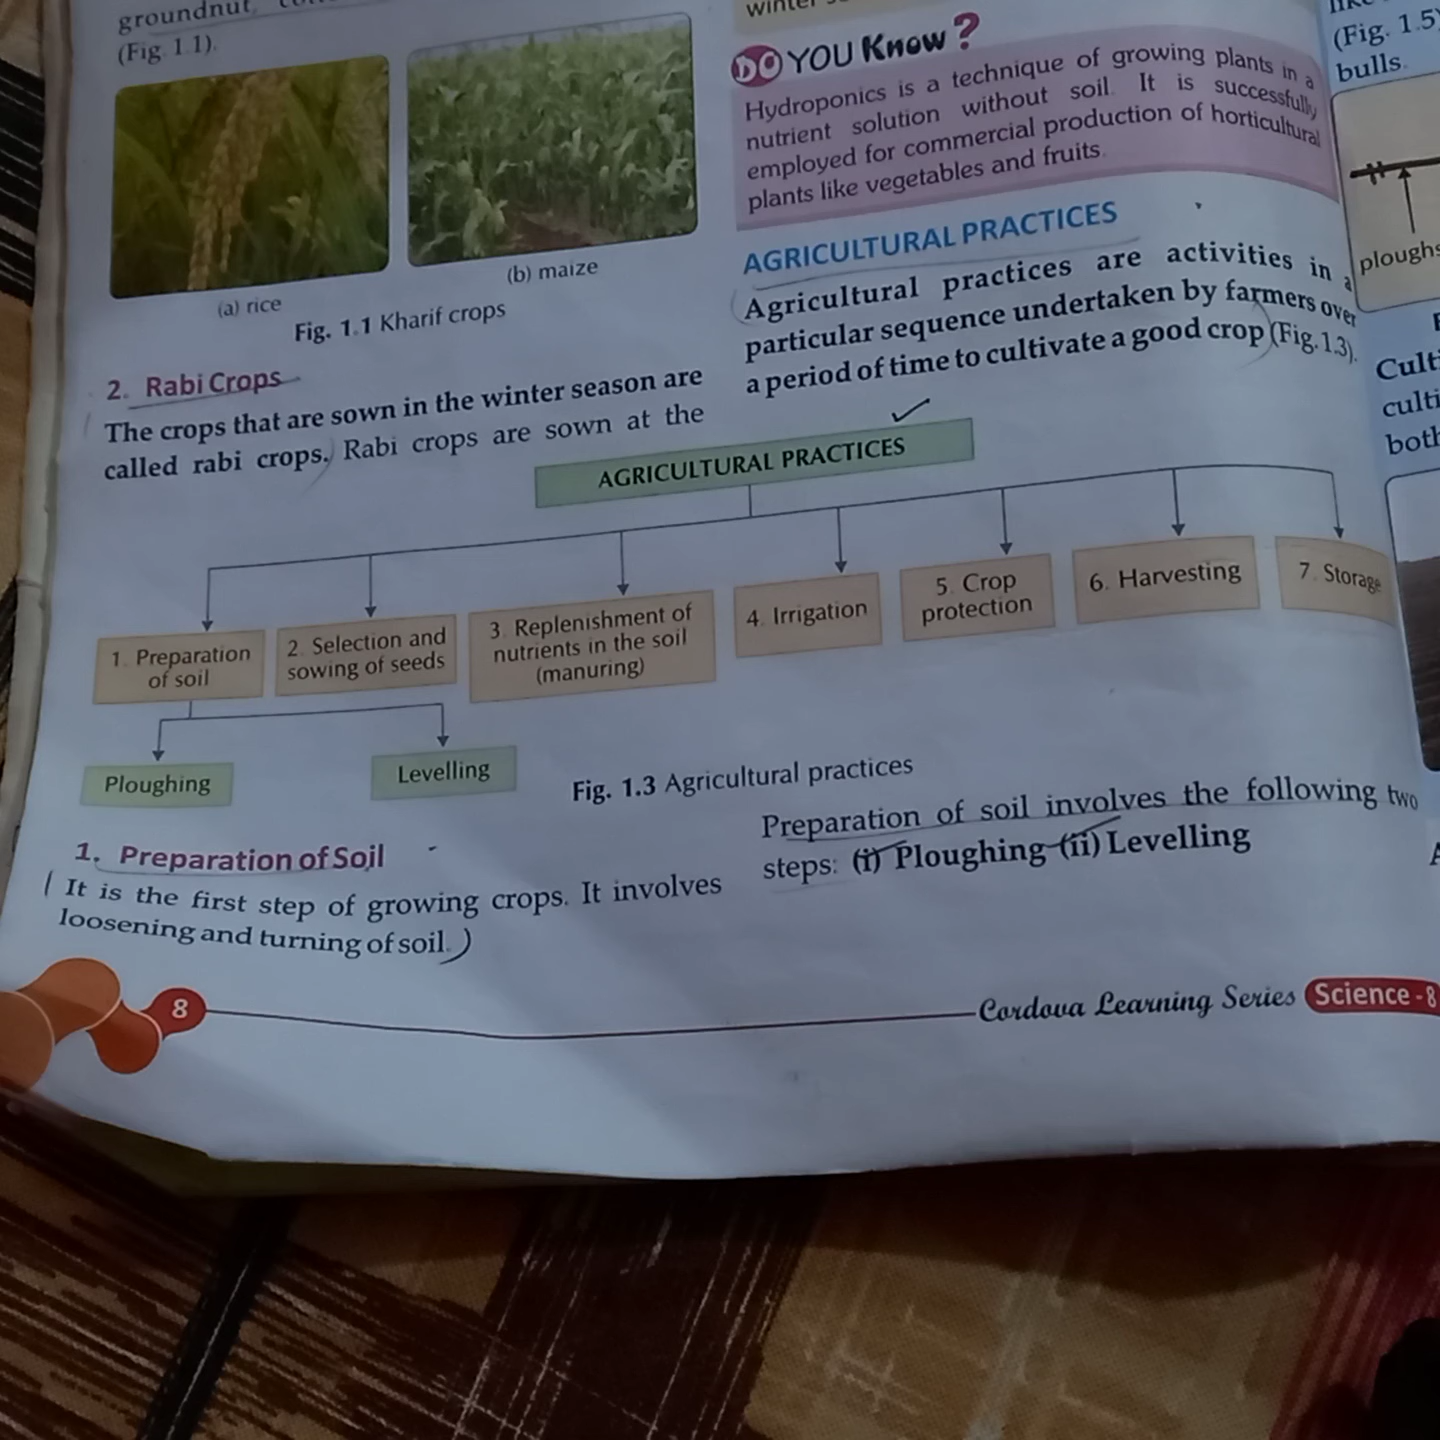 groundnut,
(Fig. 1.1).
(a) rice
(b) maize
Fig. 1.1 Kharif crops
2. Rabi Crops
The crops that are sown in the winter season are
called rabi crops. Rabi crops are sown at the
winter
DO YOU Know?
Hydroponics is a technique of growing plants in a
nutrient solution without soil. It is successfully
employed for commercial production of horticultural
plants like vegetables and fruits.
AGRICULTURAL PRACTICES
Agricultural practices are activities in a
particular sequence undertaken by farmers over
a period of time to cultivate a good crop (Fig. 1.3).
AGRICULTURAL PRACTICES
1. Preparation
of soil
2. Selection and
sowing of seeds
3. Replenishment of
nutrients in the soil
(manuring)
4. Irrigation
5. Crop
protection
6. Harvesting
7. Storage
Ploughing
Levelling
Fig. 1.3 Agricultural practices
1. Preparation of Soil
It is the first step of growing crops. It involves
loosening and turning of soil.
Preparation of soil involves the following two
steps: (i) Ploughing (ii) Levelling
8
Cordova Learning Series Science - 8
(Fig. 1.5)
bulls.